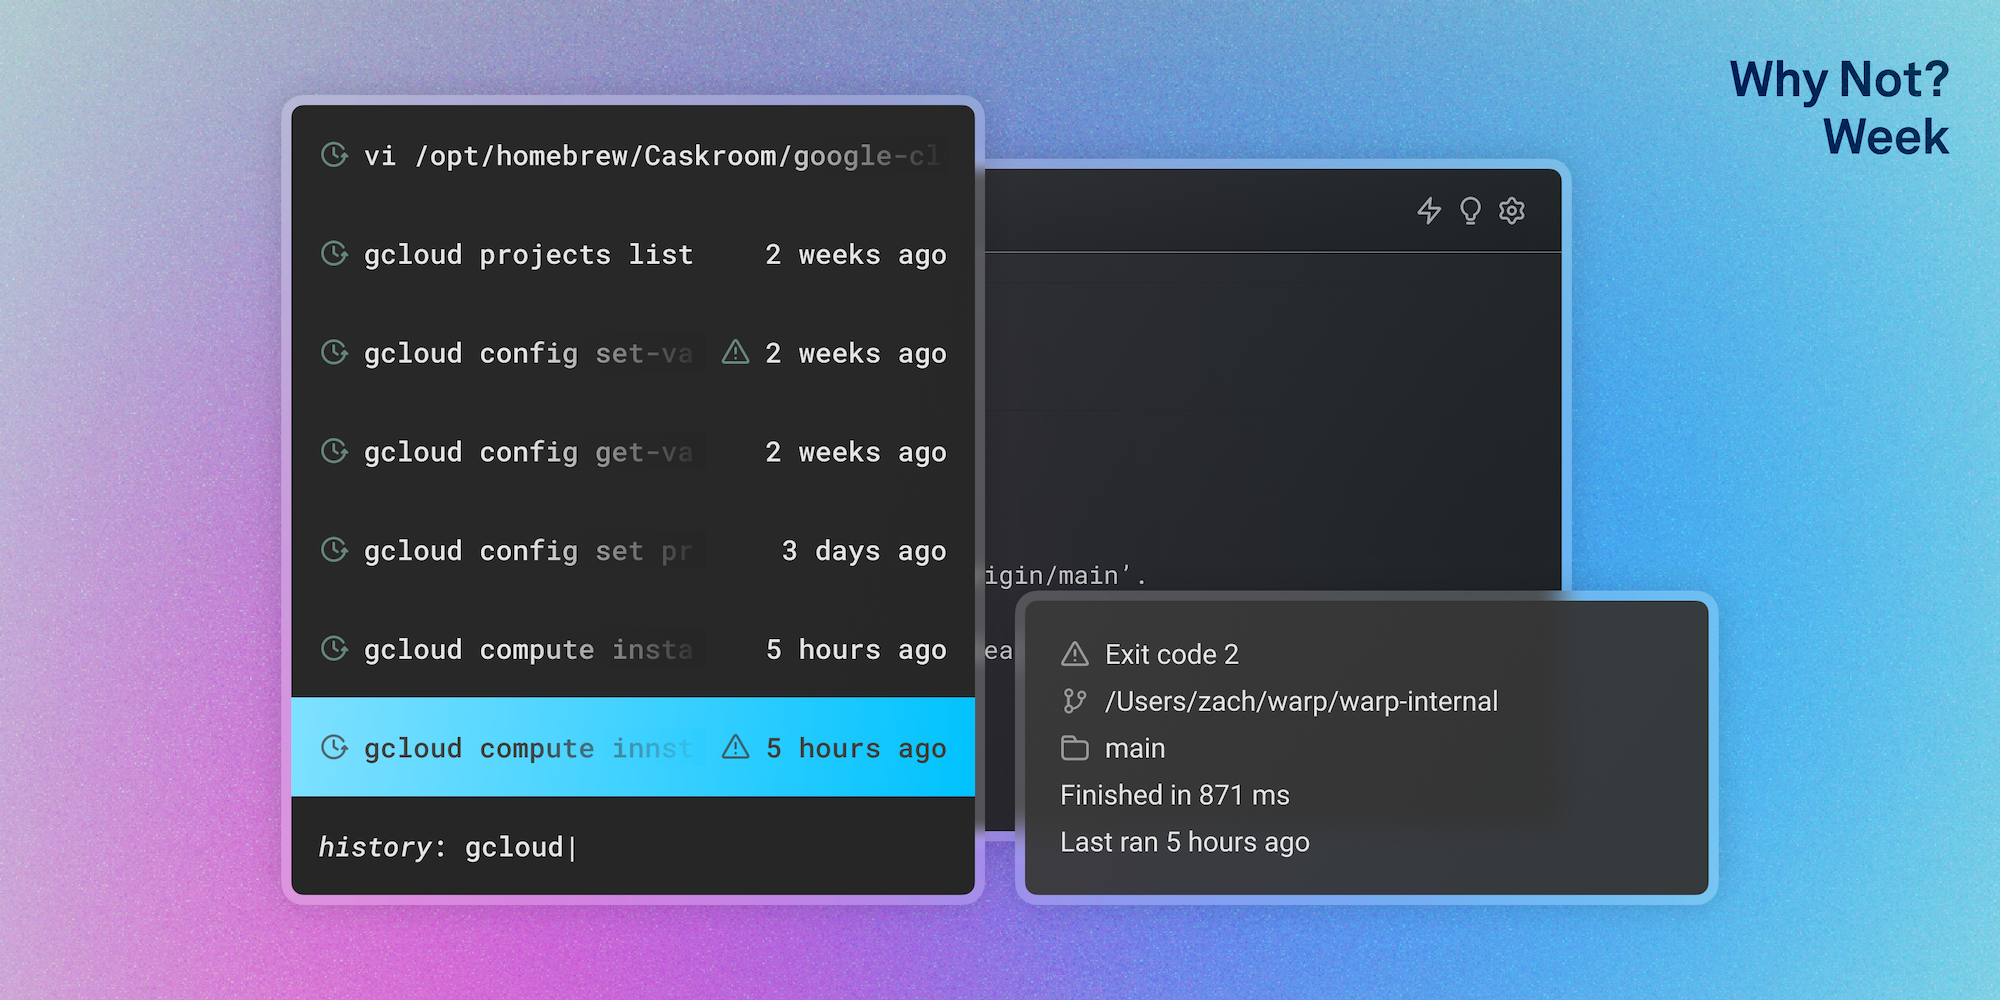 Why Not?
Week
vi /opt/homebrew/Caskroom/google-cl
gcloud projects list 2 weeks ago
gcloud config set-va 2 weeks ago
gcloud config get-va 2 weeks ago
gcloud config set pr 3 days ago
gcloud compute insta 5 hours ago
gcloud compute innst 5 hours ago
history: gcloud|
igin/main’.
ea
Exit code 2
/Users/zach/warp/warp-internal
main
Finished in 871 ms
Last ran 5 hours ago